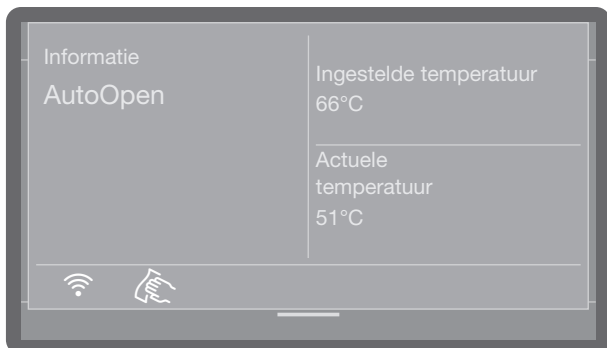 Informatie
AutoOpen
Ingestelde temperatuur
66°C
Actuele
temperatuur
51°C